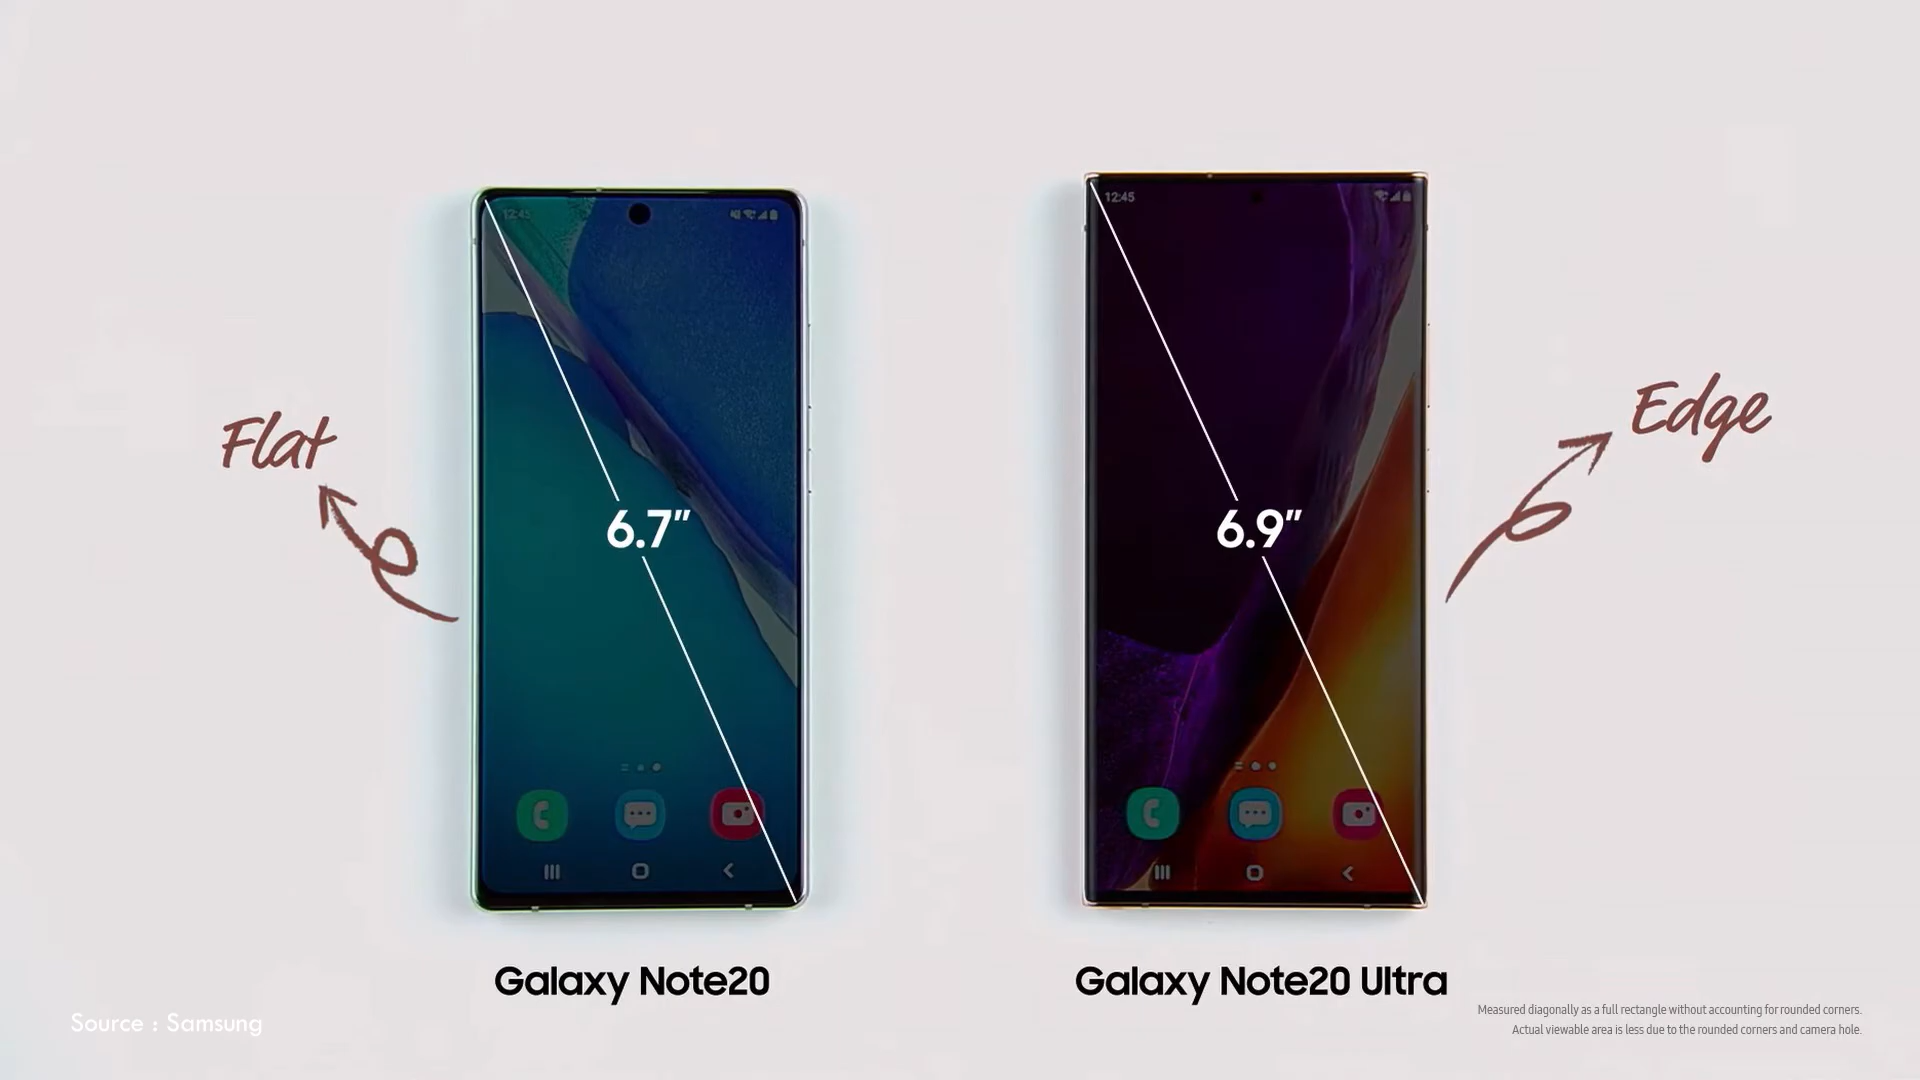 12:45
12:45
Flat
Edge
6.7"
6.9"
Galaxy Note20
Galaxy Note20 Ultra
Source : Samsung
Measured diagonally as a full rectangle without accounting for rounded corners.
Actual viewable area is less due to the rounded corners and camera hole.